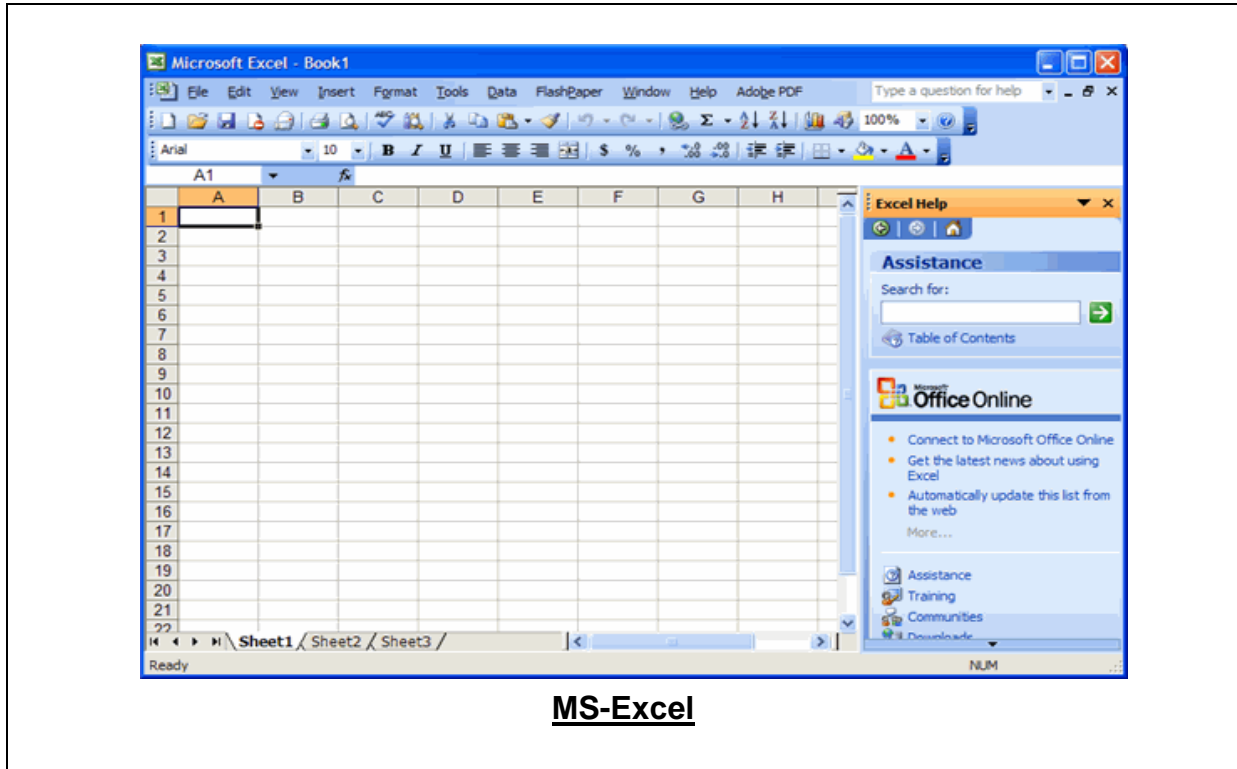 Microsoft Excel - Book1
File Edit View Insert Format Tools Data FlashPaper Window Help Adobe PDF Type a question for help
100%
Arial 10 B I U $ % ,
A1 fx
A B C D E F G H
Excel Help
1
2
3
Assistance
4
5
Search for:
6
7
Table of Contents
8
9
10
Microsoft
Office Online
11
12
Connect to Microsoft Office Online
13
Get the latest news about using
14
Excel
15
Automatically update this list from
16
the web
17
More...
18
19
Assistance
20
Training
21
Communities
22
Downloads
Sheet1 Sheet2 Sheet3
Ready NUM
MS-Excel